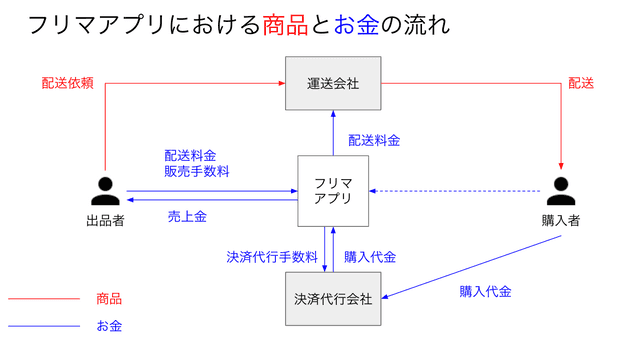 フリマアプリにおける商品とお金の流れ
配送依頼
運送会社
配送
配送料金
配送料金
販売手数料
フリマ
アプリ
出品者
売上金
購入者
決済代行手数料
購入代金
決済代行会社
購入代金
商品
お金